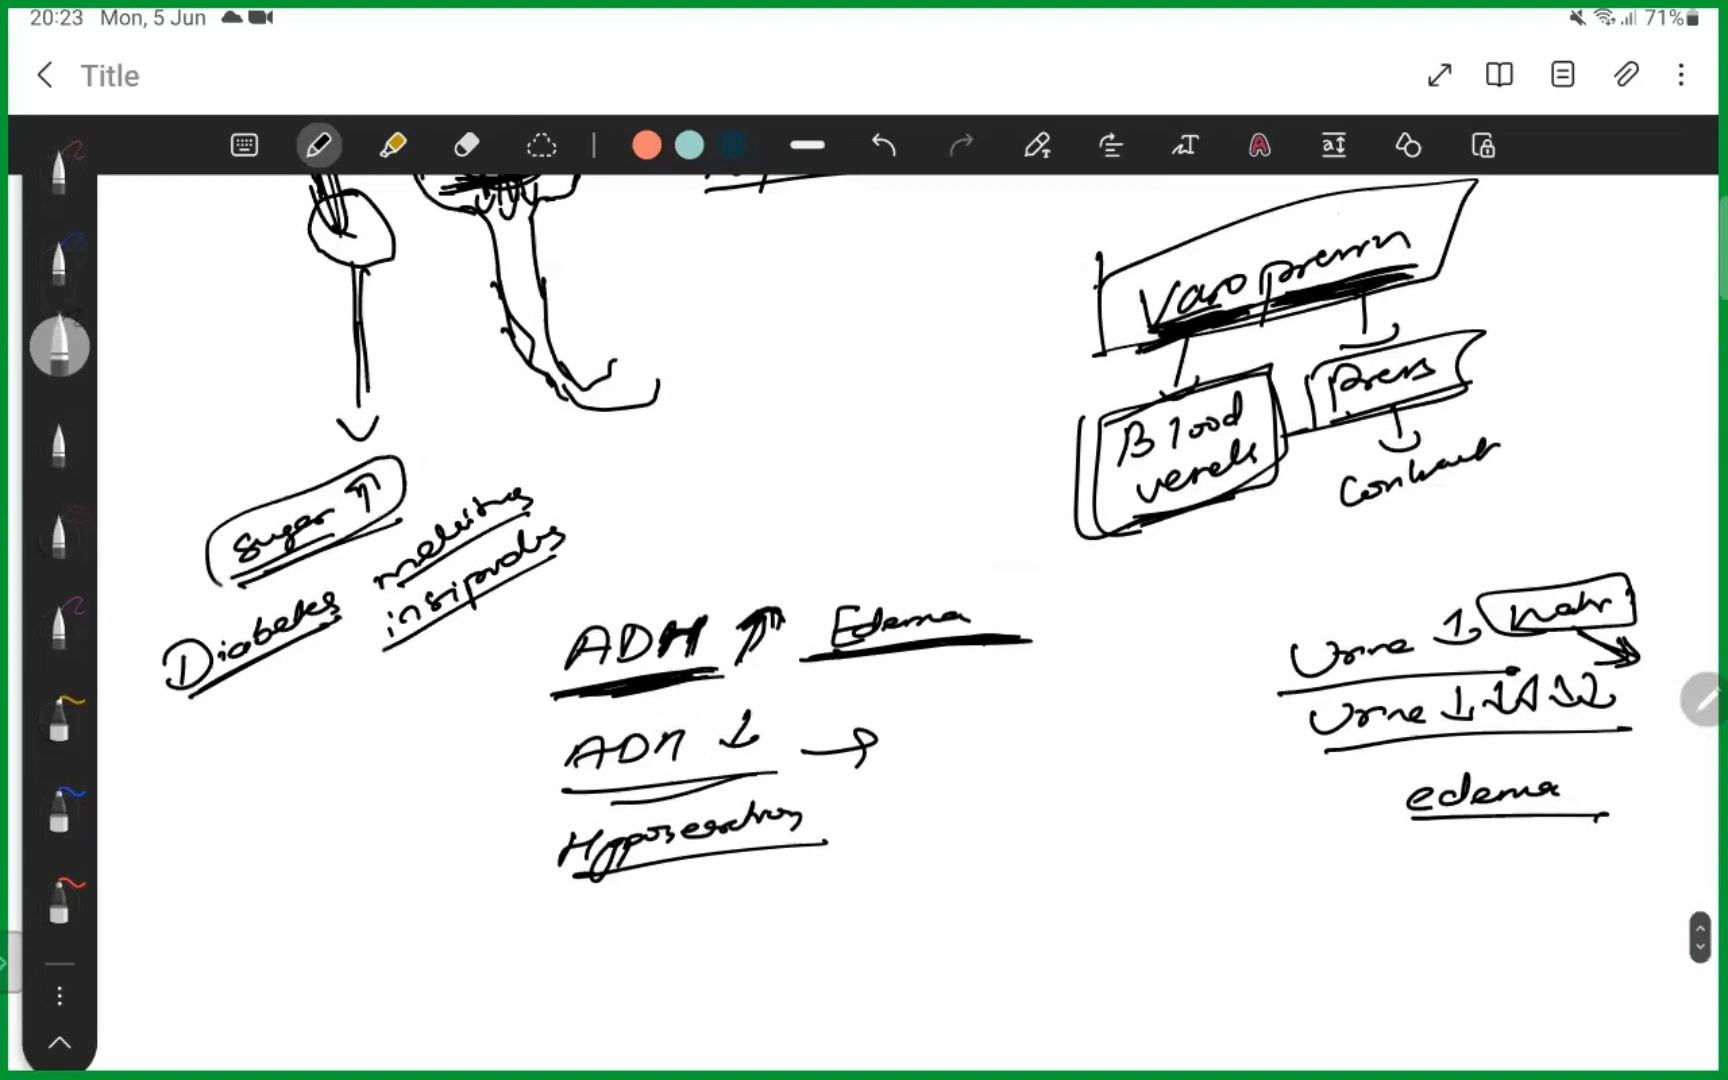 20:23 Mon, 5 Jun
71%
Title
Vasopressin
Press
Blood
vessels
Contract
Sugar ↑
mellitus
insipidus
Diabetes
ADH ↑ Edema
Urine 1,
Urine ↓
ADH ↓ →
edema